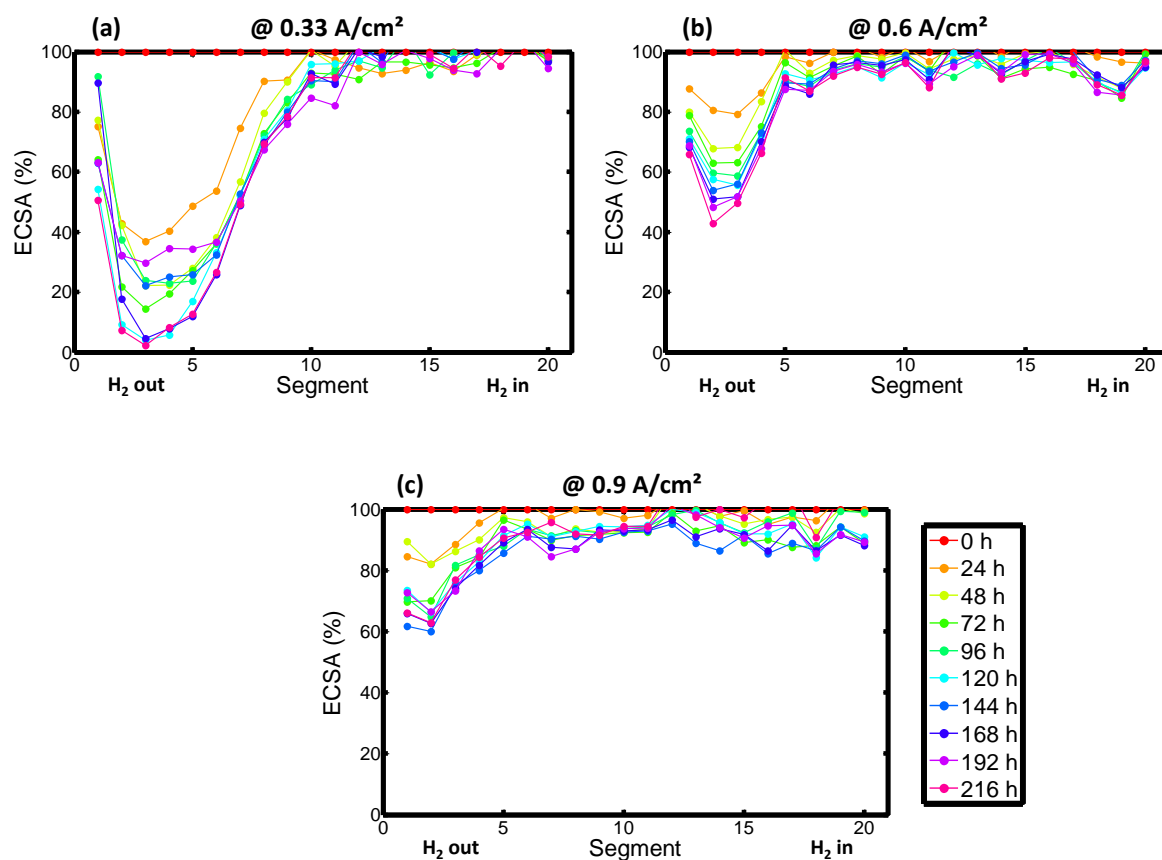 (a) @ 0.33 A/cm²
100
80
60
40
20
0
ECSA (%)
0 5 10 15 20
H₂ out Segment H₂ in
(b) @ 0.6 A/cm²
100
80
60
40
20
0
ECSA (%)
0 5 10 15 20
H₂ out Segment H₂ in
(c) @ 0.9 A/cm²
100
80
60
40
20
0
ECSA (%)
0 5 10 15 20
H₂ out Segment H₂ in
0 h
24 h
48 h
72 h
96 h
120 h
144 h
168 h
192 h
216 h